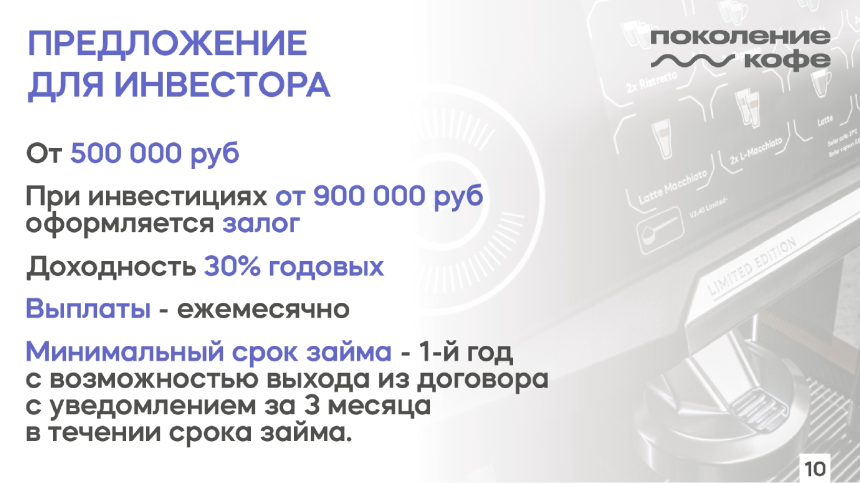 ПРЕДЛОЖЕНИЕ
ДЛЯ ИНВЕСТОРА
поколение
кофе
От 500 000 руб
При инвестициях от 900 000 руб
оформляется залог
Доходность 30% годовых
Выплаты - ежемесячно
Минимальный срок займа - 1-й год
с возможностью выхода из договора
с уведомлением за 3 месяца
в течении срока займа.
2x Ristretto
Latte Macchiato
2x L-Macchiato
Latte
LIMITED EDITION
10